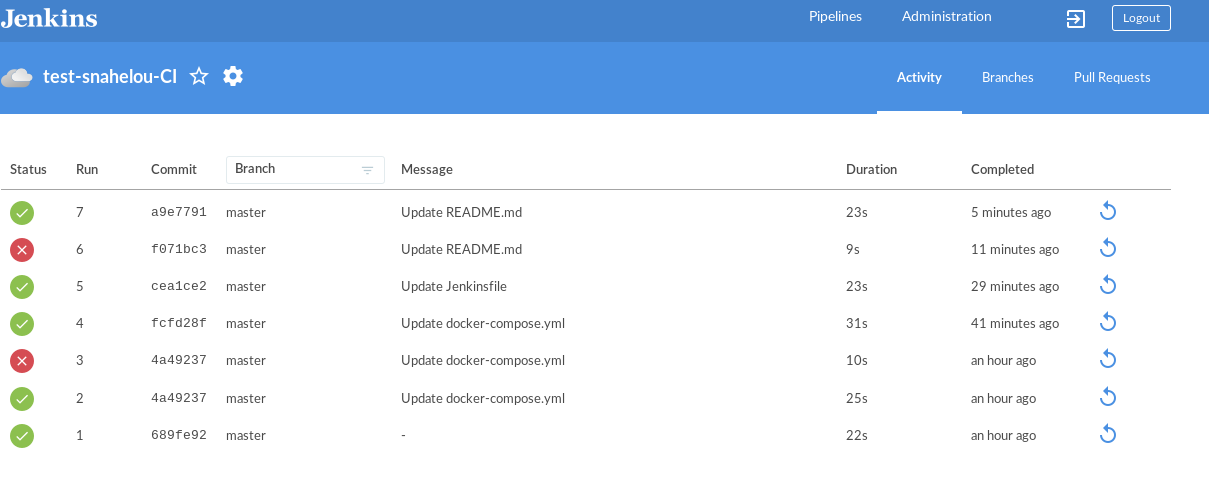 Jenkins Pipelines Administration Logout
test-snahelou-CI Activity Branches Pull Requests
Status Run Commit Branch Message Duration Completed
7 a9e7791 master Update README.md 23s 5 minutes ago
6 f071bc3 master Update README.md 9s 11 minutes ago
5 cea1ce2 master Update Jenkinsfile 23s 29 minutes ago
4 fcfd28f master Update docker-compose.yml 31s 41 minutes ago
3 4a49237 master Update docker-compose.yml 10s an hour ago
2 4a49237 master Update docker-compose.yml 25s an hour ago
1 689fe92 master - 22s an hour ago